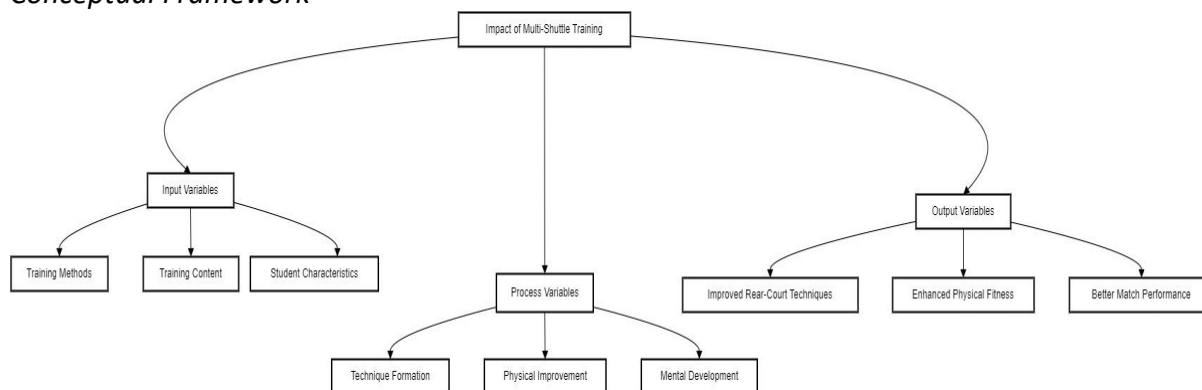 Conceptual Framework
Impact of Multi-Shuttle Training
Input Variables
Output Variables
Training Methods
Training Content
Student Characteristics
Process Variables
Improved Rear-Court Techniques
Enhanced Physical Fitness
Better Match Performance
Technique Formation
Physical Improvement
Mental Development